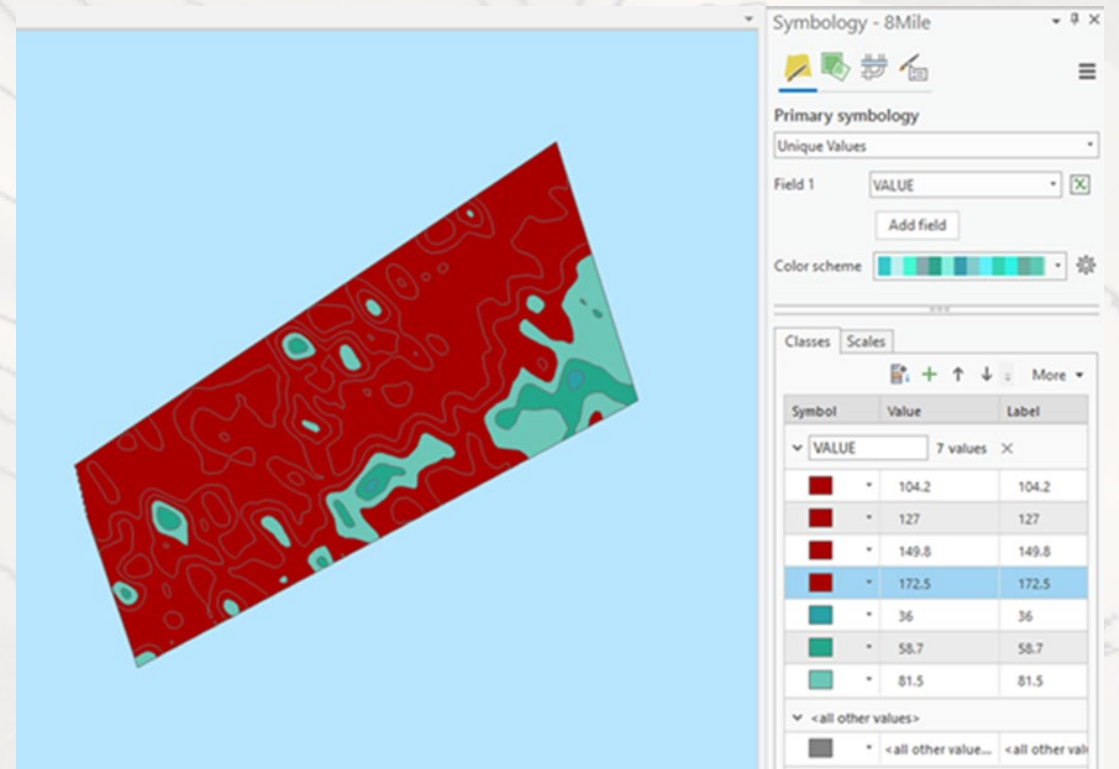 Symbology - 8Mile
Primary symbology
Unique Values
Field 1 VALUE
Add field
Color scheme
Classes Scales
More
Symbol Value Label
VALUE 7 values
104.2 104.2
127 127
149.8 149.8
172.5 172.5
36 36
58.7 58.7
81.5 81.5
<all other values>
<all other value... <all other val